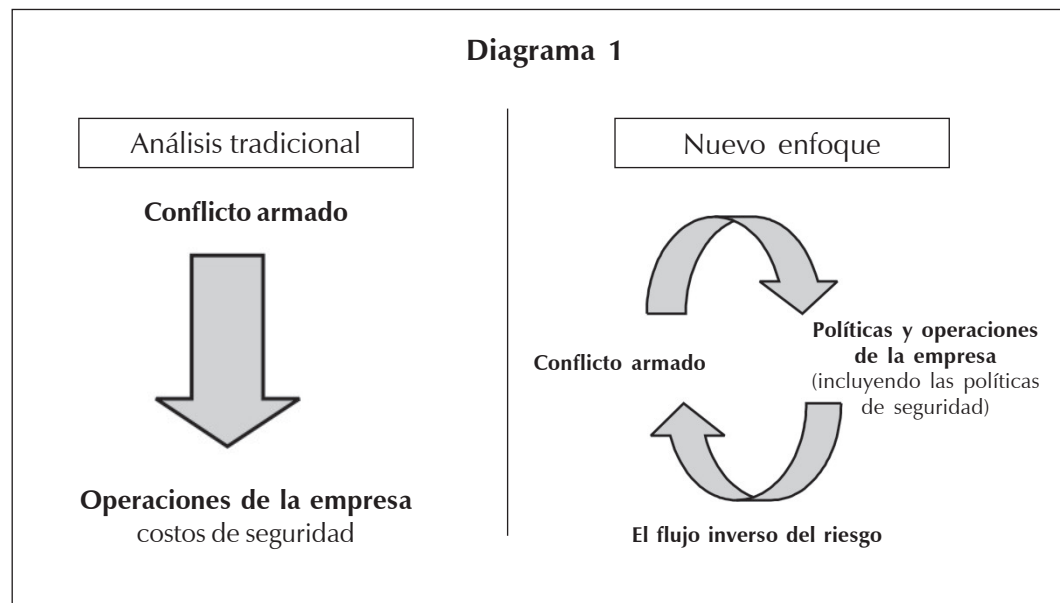 Diagrama 1
Análisis tradicional
Conflicto armado
Operaciones de la empresa
costos de seguridad
Nuevo enfoque
Conflicto armado
Políticas y operaciones
de la empresa
(incluyendo las políticas
de seguridad)
El flujo inverso del riesgo